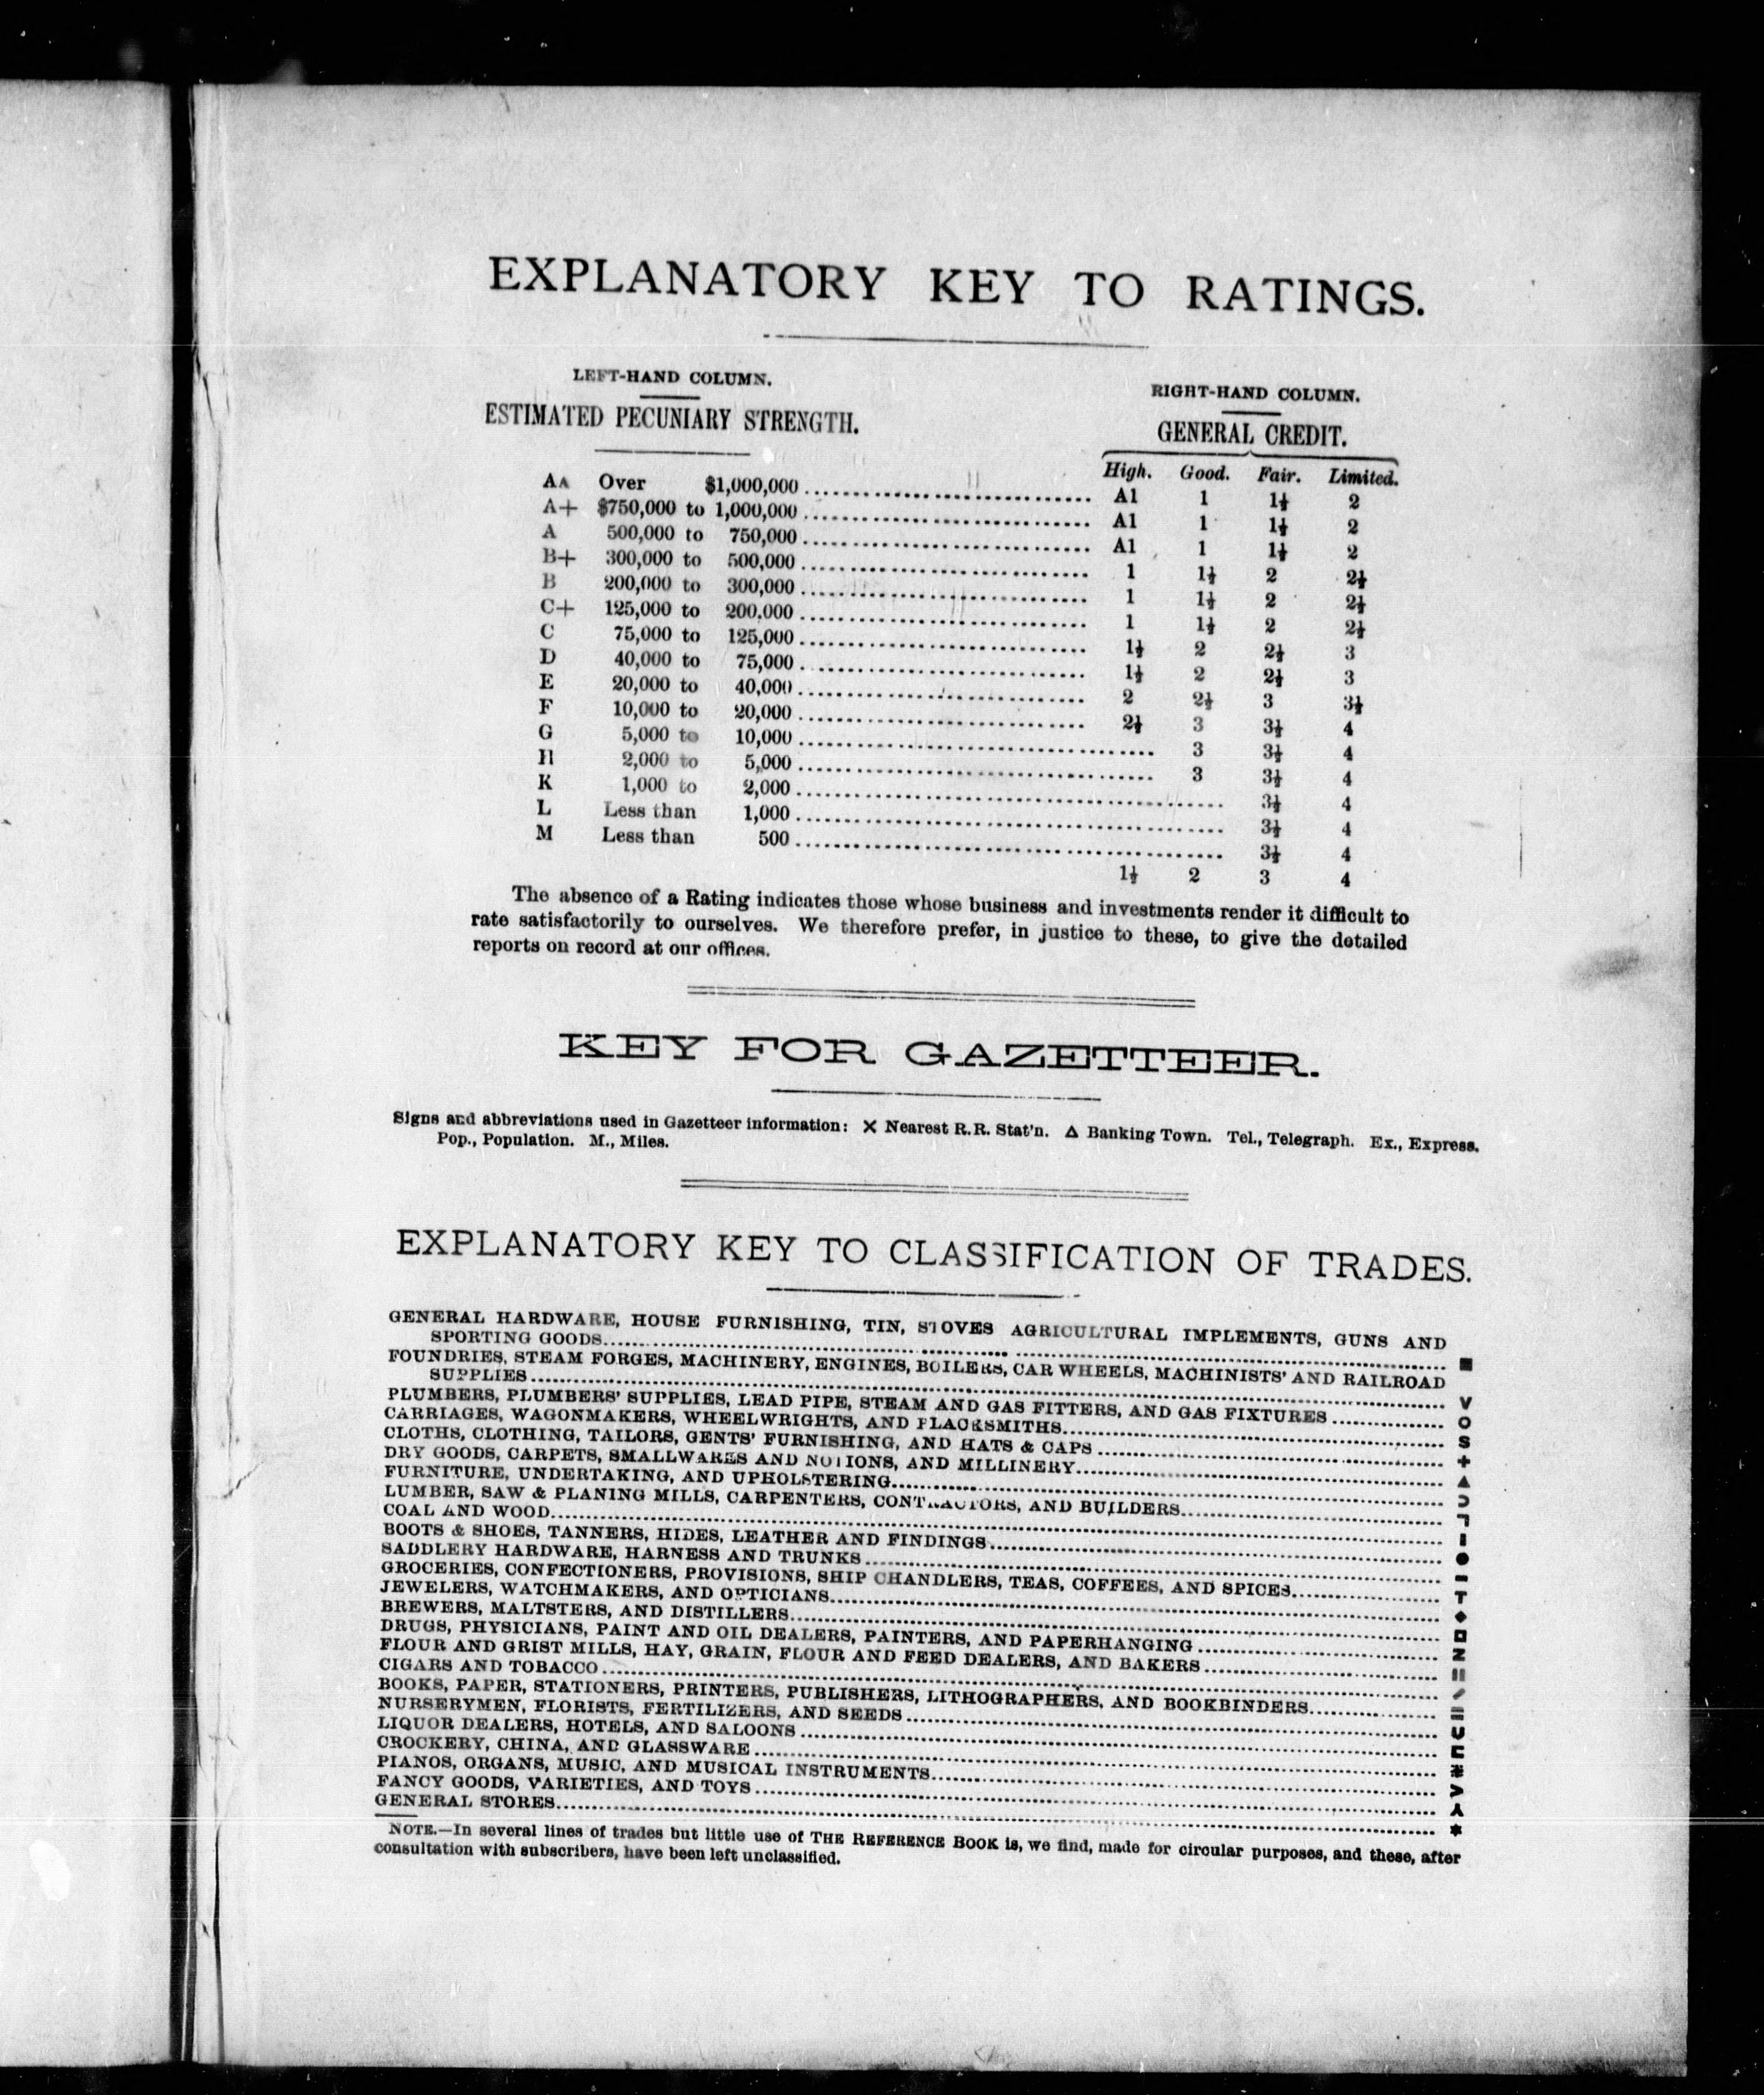 EXPLANATORY KEY TO RATINGS.
LEFT-HAND COLUMN.
RIGHT-HAND COLUMN.
ESTIMATED PECUNIARY STRENGTH.
GENERAL CREDIT.
High. Good. Fair. Limited.
AA Over $1,000,000 A1 1 1½ 2
A+ $750,000 to 1,000,000 A1 1 1½ 2
A 500,000 to 750,000 A1 1 1½ 2
B+ 300,000 to 500,000 1 1½ 2 2½
B 200,000 to 300,000 1 1½ 2 2½
C+ 125,000 to 200,000 1 1½ 2 2½
C 75,000 to 125,000 1½ 2 2½ 3
D 40,000 to 75,000 1½ 2 2½ 3
E 20,000 to 40,000 2 2½ 3 3½
F 10,000 to 20,000 2½ 3 3½ 4
G 5,000 to 10,000 3 3½ 4
H 2,000 to 5,000 3 3½ 4
K 1,000 to 2,000 3½ 4
L Less than 1,000 3½ 4
M Less than 500 3½ 4
1½ 2 3 4
The absence of a Rating indicates those whose business and investments render it difficult to
rate satisfactorily to ourselves. We therefore prefer, in justice to these, to give the detailed
reports on record at our offices.
KEY FOR GAZETTEER.
Signs and abbreviations used in Gazetteer information: ✕ Nearest R.R. Stat'n. △ Banking Town. Tel., Telegraph. Ex., Express.
Pop., Population. M., Miles.
EXPLANATORY KEY TO CLASSIFICATION OF TRADES.
GENERAL HARDWARE, HOUSE FURNISHING, TIN, STOVES AGRICULTURAL IMPLEMENTS, GUNS AND
SPORTING GOODS ■
FOUNDRIES, STEAM FORGES, MACHINERY, ENGINES, BOILERS, CAR WHEELS, MACHINISTS' AND RAILROAD
SUPPLIES V
PLUMBERS, PLUMBERS' SUPPLIES, LEAD PIPE, STEAM AND GAS FITTERS, AND GAS FIXTURES O
CARRIAGES, WAGONMAKERS, WHEELWRIGHTS, AND BLACKSMITHS S
CLOTHS, CLOTHING, TAILORS, GENTS' FURNISHING, AND HATS & CAPS +
DRY GOODS, CARPETS, SMALLWARES AND NOTIONS, AND MILLINERY ▲
FURNITURE, UNDERTAKING, AND UPHOLSTERING Ɔ
LUMBER, SAW & PLANING MILLS, CARPENTERS, CONTRACTORS, AND BUILDERS ┓
COAL AND WOOD I
BOOTS & SHOES, TANNERS, HIDES, LEATHER AND FINDINGS ●
SADDLERY HARDWARE, HARNESS AND TRUNKS –
GROCERIES, CONFECTIONERS, PROVISIONS, SHIP CHANDLERS, TEAS, COFFEES, AND SPICES T
JEWELERS, WATCHMAKERS, AND OPTICIANS ◆
BREWERS, MALTSTERS, AND DISTILLERS ◘
DRUGS, PHYSICIANS, PAINT AND OIL DEALERS, PAINTERS, AND PAPERHANGING Z
FLOUR AND GRIST MILLS, HAY, GRAIN, FLOUR AND FEED DEALERS, AND BAKERS ||
CIGARS AND TOBACCO /
BOOKS, PAPER, STATIONERS, PRINTERS, PUBLISHERS, LITHOGRAPHERS, AND BOOKBINDERS ≡
NURSERYMEN, FLORISTS, FERTILIZERS, AND SEEDS U
LIQUOR DEALERS, HOTELS, AND SALOONS ⊏
CROCKERY, CHINA, AND GLASSWARE ⋕
PIANOS, ORGANS, MUSIC, AND MUSICAL INSTRUMENTS >
FANCY GOODS, VARIETIES, AND TOYS ⅄
GENERAL STORES ✱
NOTE.—In several lines of trades but little use of THE REFERENCE BOOK is, we find, made for circular purposes, and these, after
consultation with subscribers, have been left unclassified.